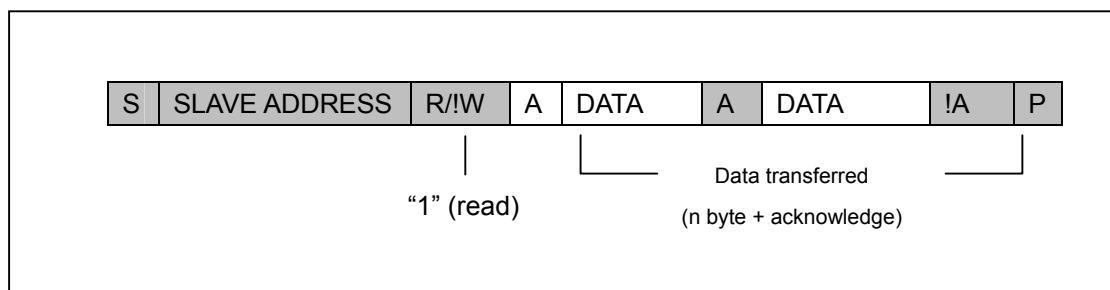 S SLAVE ADDRESS R/!W A DATA A DATA !A P
“1” (read)
Data transferred
(n byte + acknowledge)